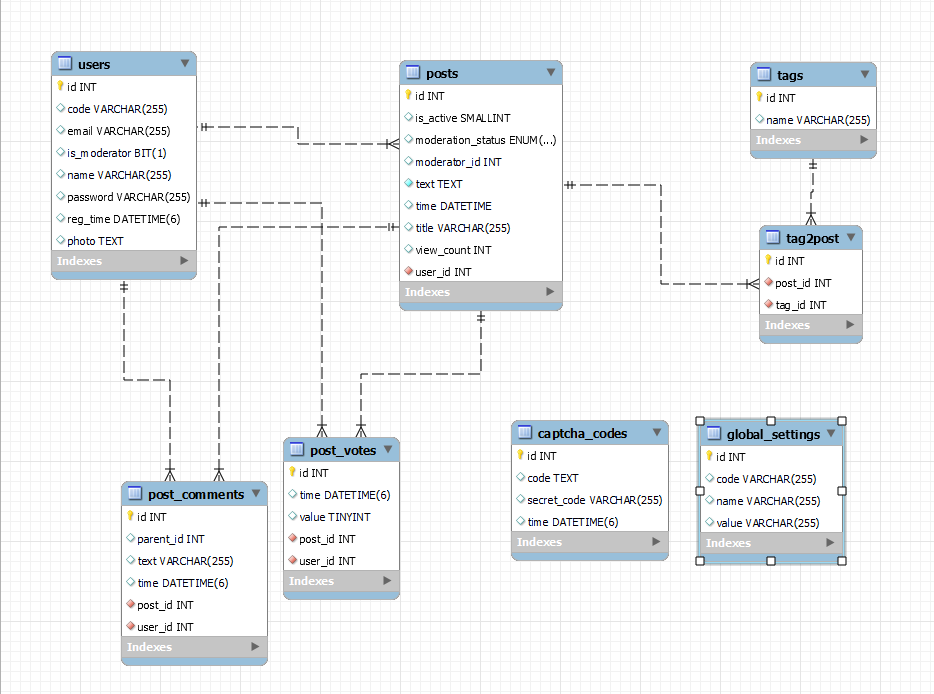 users
id INT
code VARCHAR(255)
email VARCHAR(255)
is_moderator BIT(1)
name VARCHAR(255)
password VARCHAR(255)
reg_time DATETIME(6)
photo TEXT
Indexes
posts
id INT
is_active SMALLINT
moderation_status ENUM(...)
moderator_id INT
text TEXT
time DATETIME
title VARCHAR(255)
view_count INT
user_id INT
Indexes
tags
id INT
name VARCHAR(255)
Indexes
tag2post
id INT
post_id INT
tag_id INT
Indexes
post_comments
id INT
parent_id INT
text VARCHAR(255)
time DATETIME(6)
post_id INT
user_id INT
Indexes
post_votes
id INT
time DATETIME(6)
value TINYINT
post_id INT
user_id INT
Indexes
captcha_codes
id INT
code TEXT
secret_code VARCHAR(255)
time DATETIME(6)
Indexes
global_settings
id INT
code VARCHAR(255)
name VARCHAR(255)
value VARCHAR(255)
Indexes